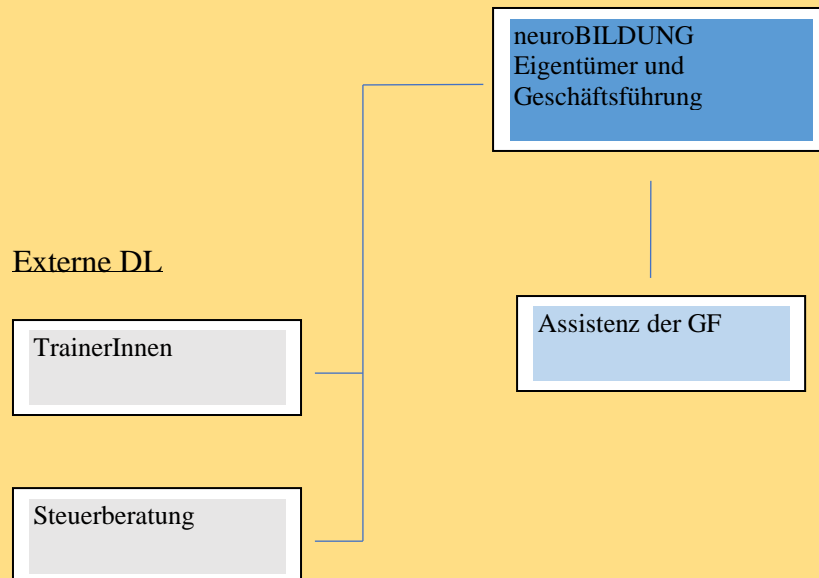 neuroBILDUNG
Eigentümer und
Geschäftsführung
Externe DL
Assistenz der GF
TrainerInnen
Steuerberatung